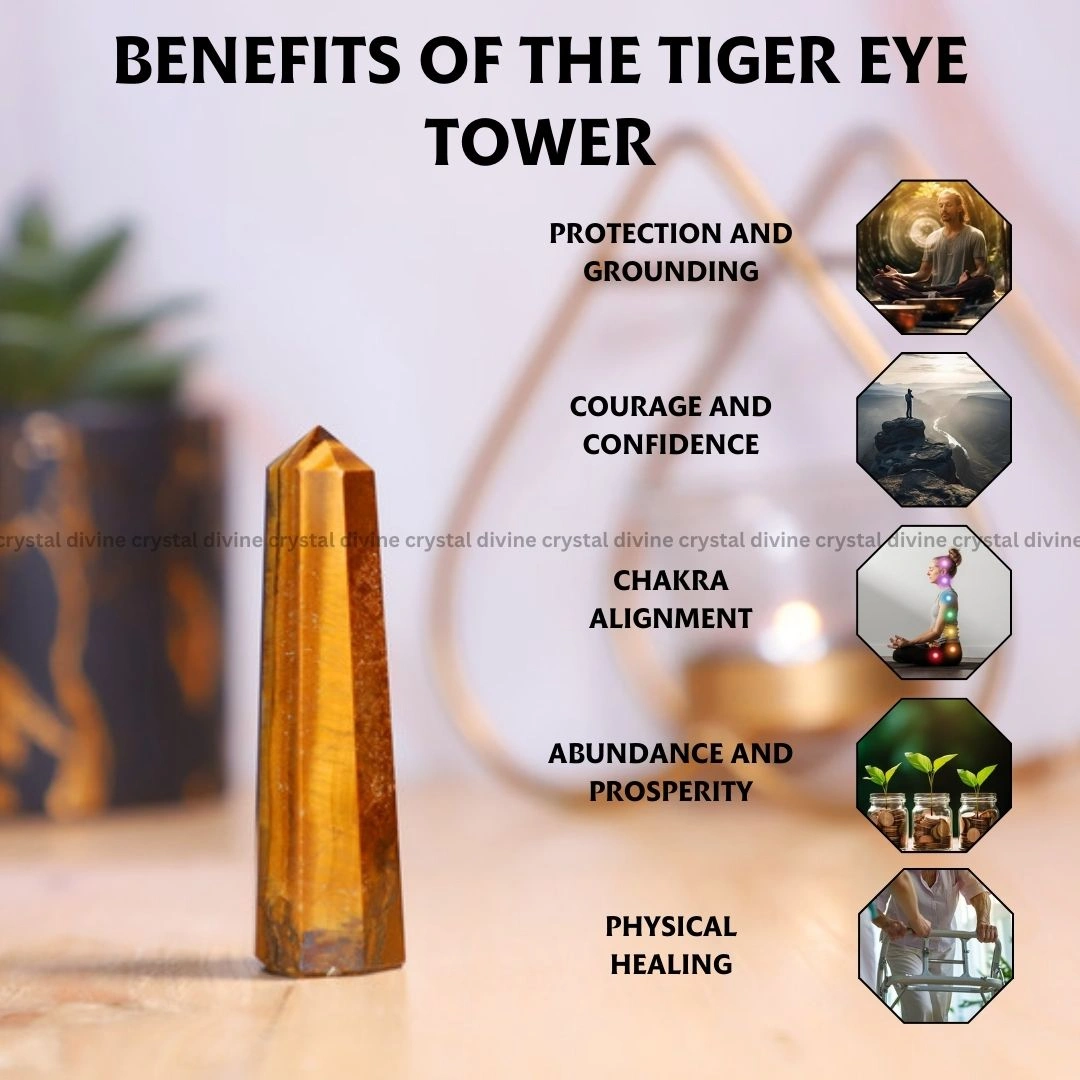 BENEFITS OF THE TIGER EYE
TOWER
PROTECTION AND
GROUNDING
COURAGE AND
CONFIDENCE
crystal divine crystal divine crystal divine crystal divine crystal divine crystal divine crystal divine crystal divine
CHAKRA
ALIGNMENT
ABUNDANCE AND
PROSPERITY
PHYSICAL
HEALING